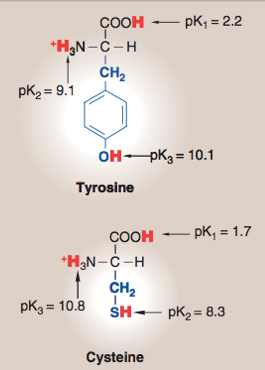 COOH pK₁ = 2.2
⁺H₃N–C–H
CH₂
pK₂ = 9.1
OH pK₃ = 10.1
Tyrosine
COOH pK₁ = 1.7
⁺H₃N–C–H
CH₂
pK₃ = 10.8
SH pK₂ = 8.3
Cysteine